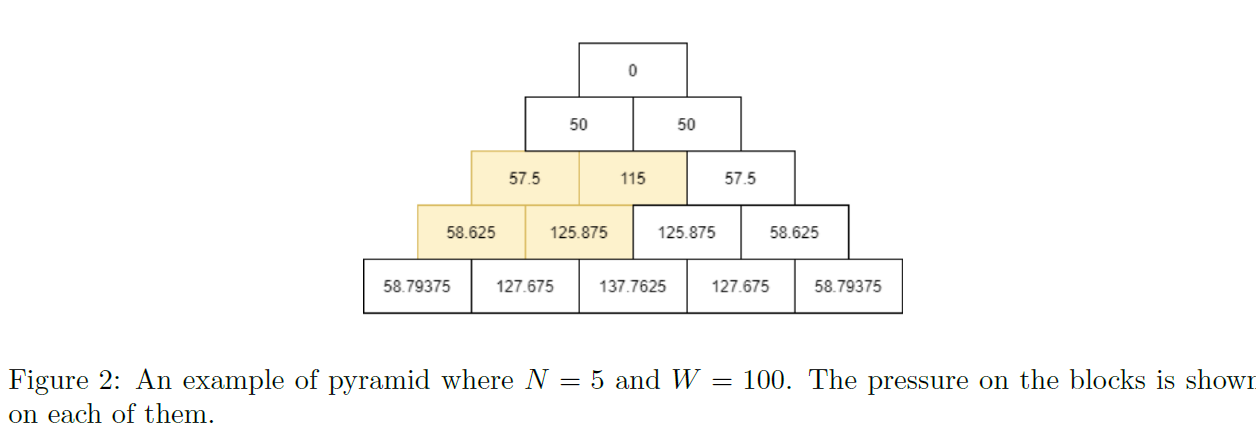 0
50 50
57.5 115 57.5
58.625 125.875 125.875 58.625
58.79375 127.675 137.7625 127.675 58.79375
Figure 2: An example of pyramid where N = 5 and W = 100. The pressure on the blocks is shown
on each of them.